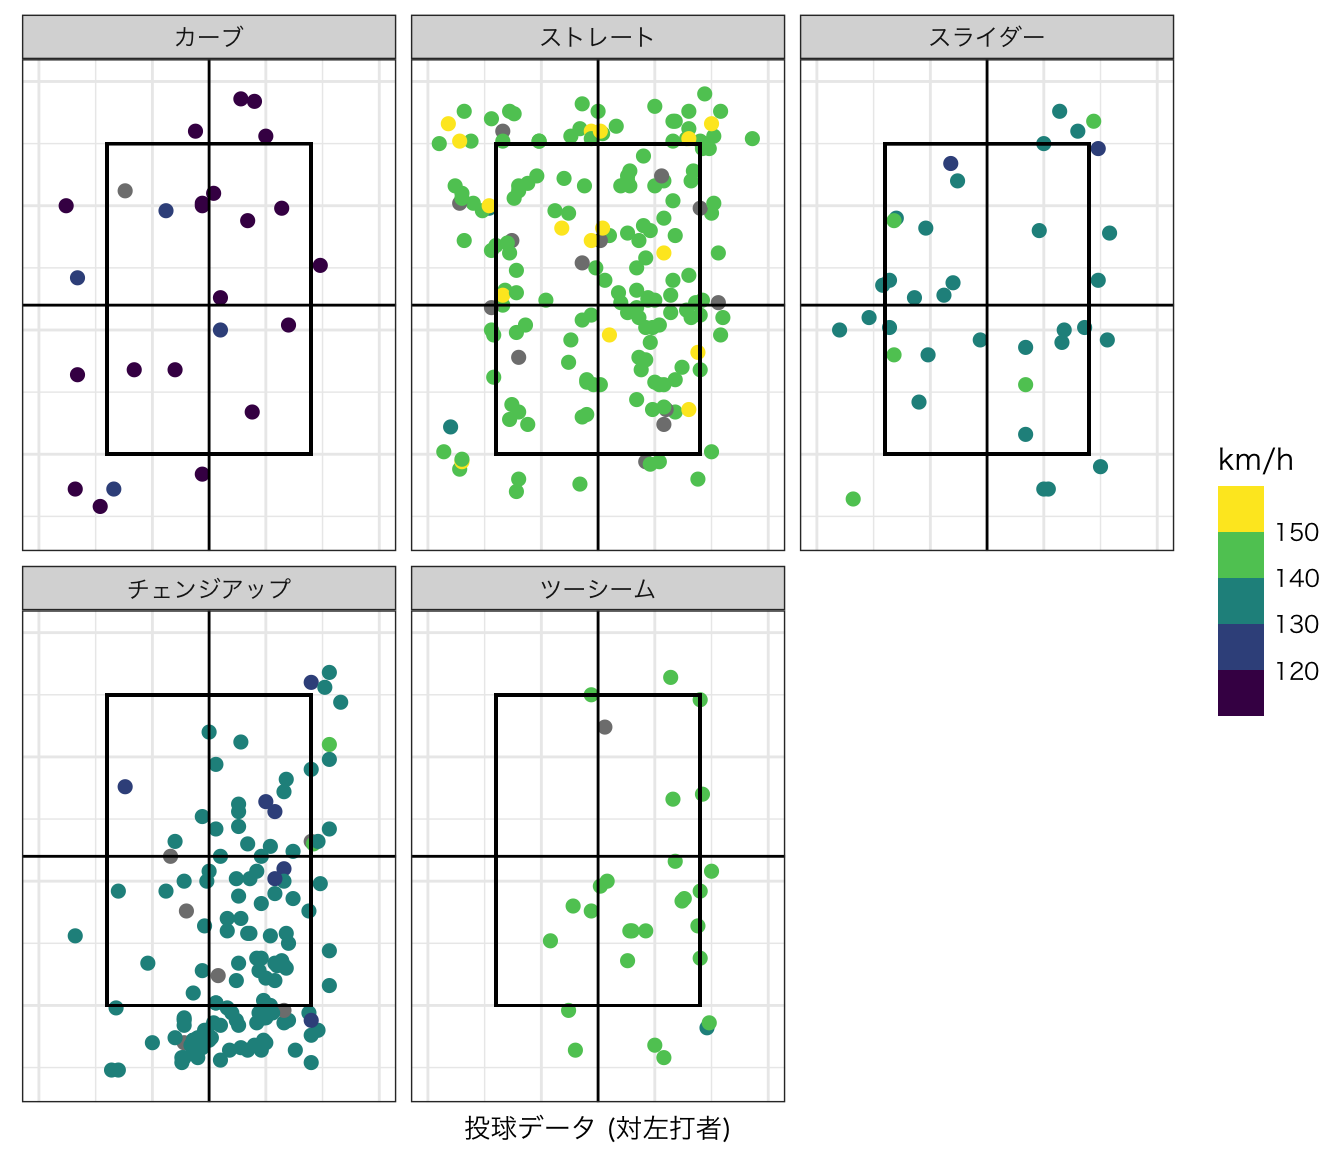 カーブ
ストレート
スライダー
チェンジアップ
ツーシーム
km/h
150
140
130
120
投球データ (対左打者)